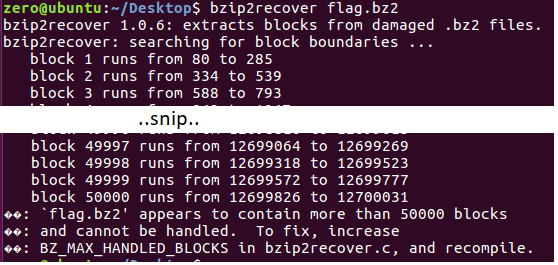 zero@ubuntu:~/Desktop$ bzip2recover flag.bz2
bzip2recover 1.0.6: extracts blocks from damaged .bz2 files.
bzip2recover: searching for block boundaries ...
block 1 runs from 80 to 285
block 2 runs from 334 to 539
block 3 runs from 588 to 793
..snip..
block 49997 runs from 12699064 to 12699269
block 49998 runs from 12699318 to 12699523
block 49999 runs from 12699572 to 12699777
block 50000 runs from 12699826 to 12700031
��: `flag.bz2' appears to contain more than 50000 blocks
��: and cannot be handled.  To fix, increase
��: BZ_MAX_HANDLED_BLOCKS in bzip2recover.c, and recompile.